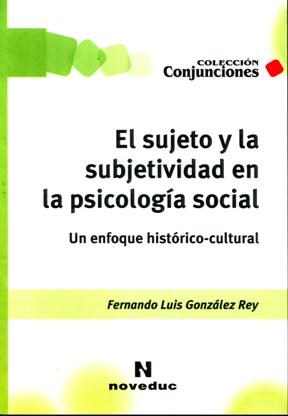 COLECCIÓN
Conjunciones
El sujeto y la
subjetividad en
la psicología social
Un enfoque histórico-cultural
Fernando Luis González Rey
N
noveduc